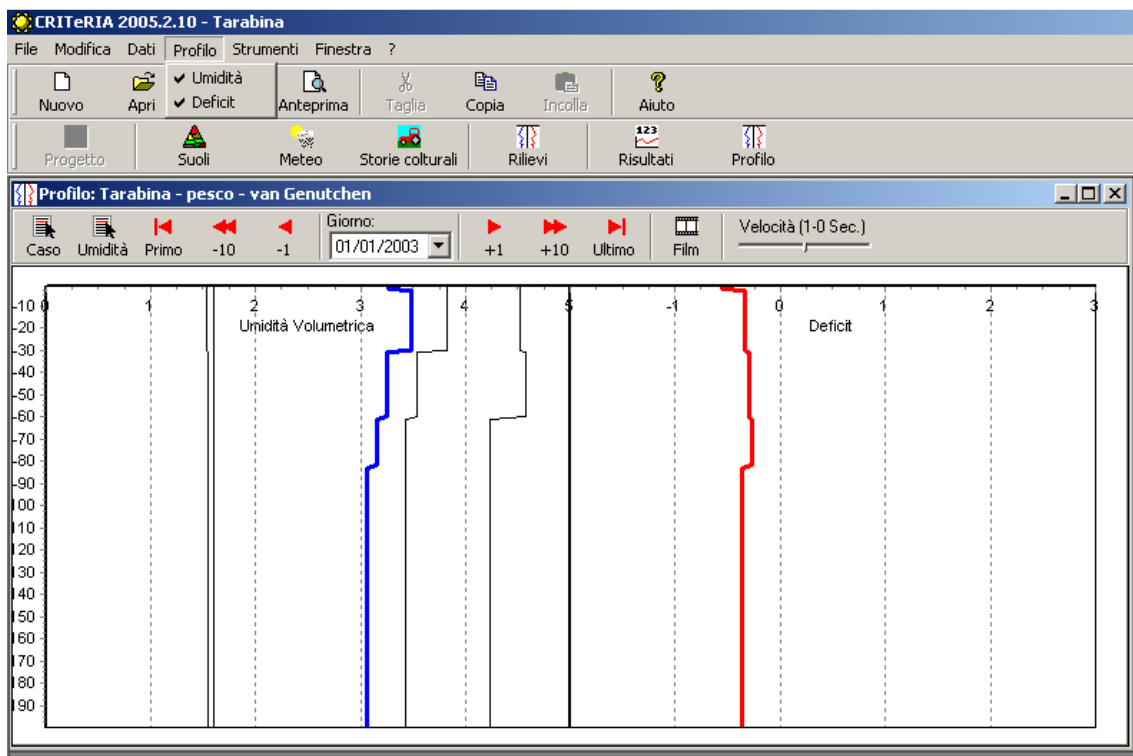 CRITeRIA 2005.2.10 - Tarabina
File Modifica Dati Profilo Strumenti Finestra ?
Umidità
Deficit
Nuovo Apri Anteprima Taglia Copia Incolla Aiuto
123
Progetto Suoli Meteo Storie colturali Rilievi Risultati Profilo
Profilo: Tarabina - pesco - van Genutchen
Giorno: Velocità (1-0 Sec.)
01/01/2003
Caso Umidità Primo -10 -1 +1 +10 Ultimo Film
0 1 2 3 4 5 -1 0 1 2 3
Umidità Volumetrica Deficit
-10
-20
-30
-40
-50
-60
-70
-80
-90
100
110
120
130
140
150
160
170
180
190